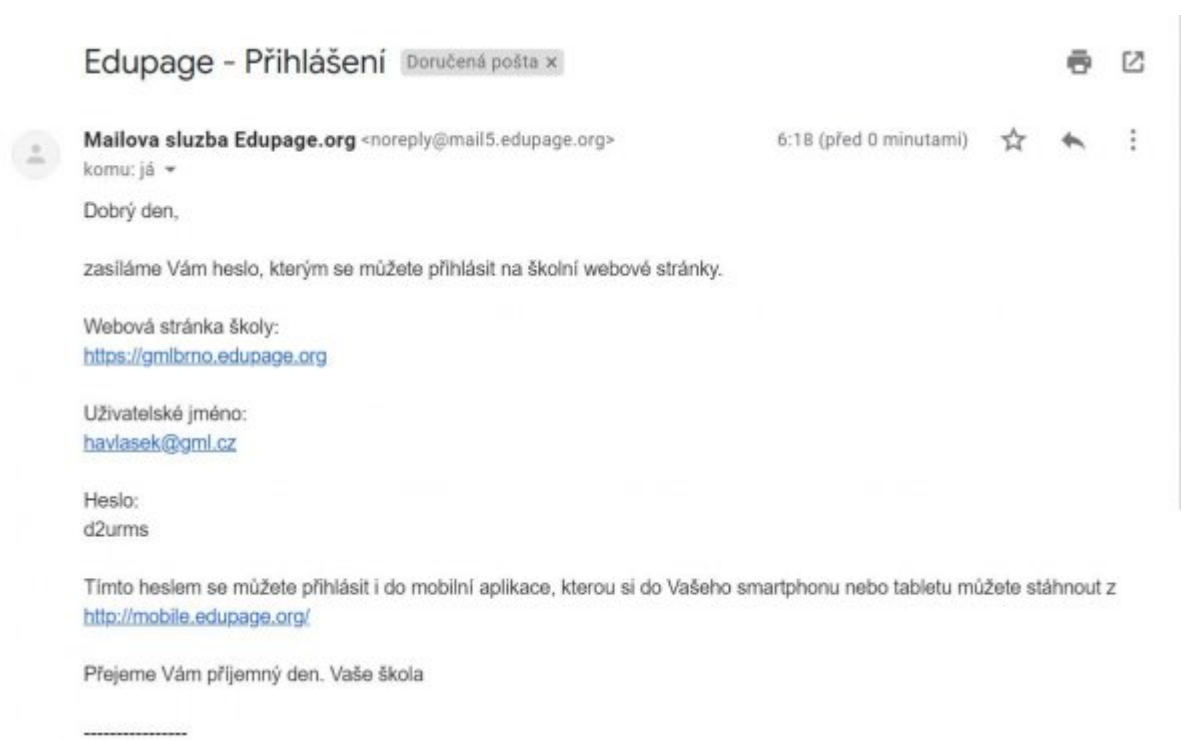 Edupage - Přihlášení Doručená pošta x
Mailova sluzba Edupage.org <noreply@mail5.edupage.org> 6:18 (před 0 minutami)
komu: já
Dobrý den,
zasíláme Vám heslo, kterým se můžete přihlásit na školní webové stránky.
Webová stránka školy:
https://gmlbrno.edupage.org
Uživatelské jméno:
havlasek@gml.cz
Heslo:
d2urms
Tímto heslem se můžete přihlásit i do mobilní aplikace, kterou si do Vašeho smartphonu nebo tabletu můžete stáhnout z
http://mobile.edupage.org/
Přejeme Vám příjemný den. Vaše škola
----------------